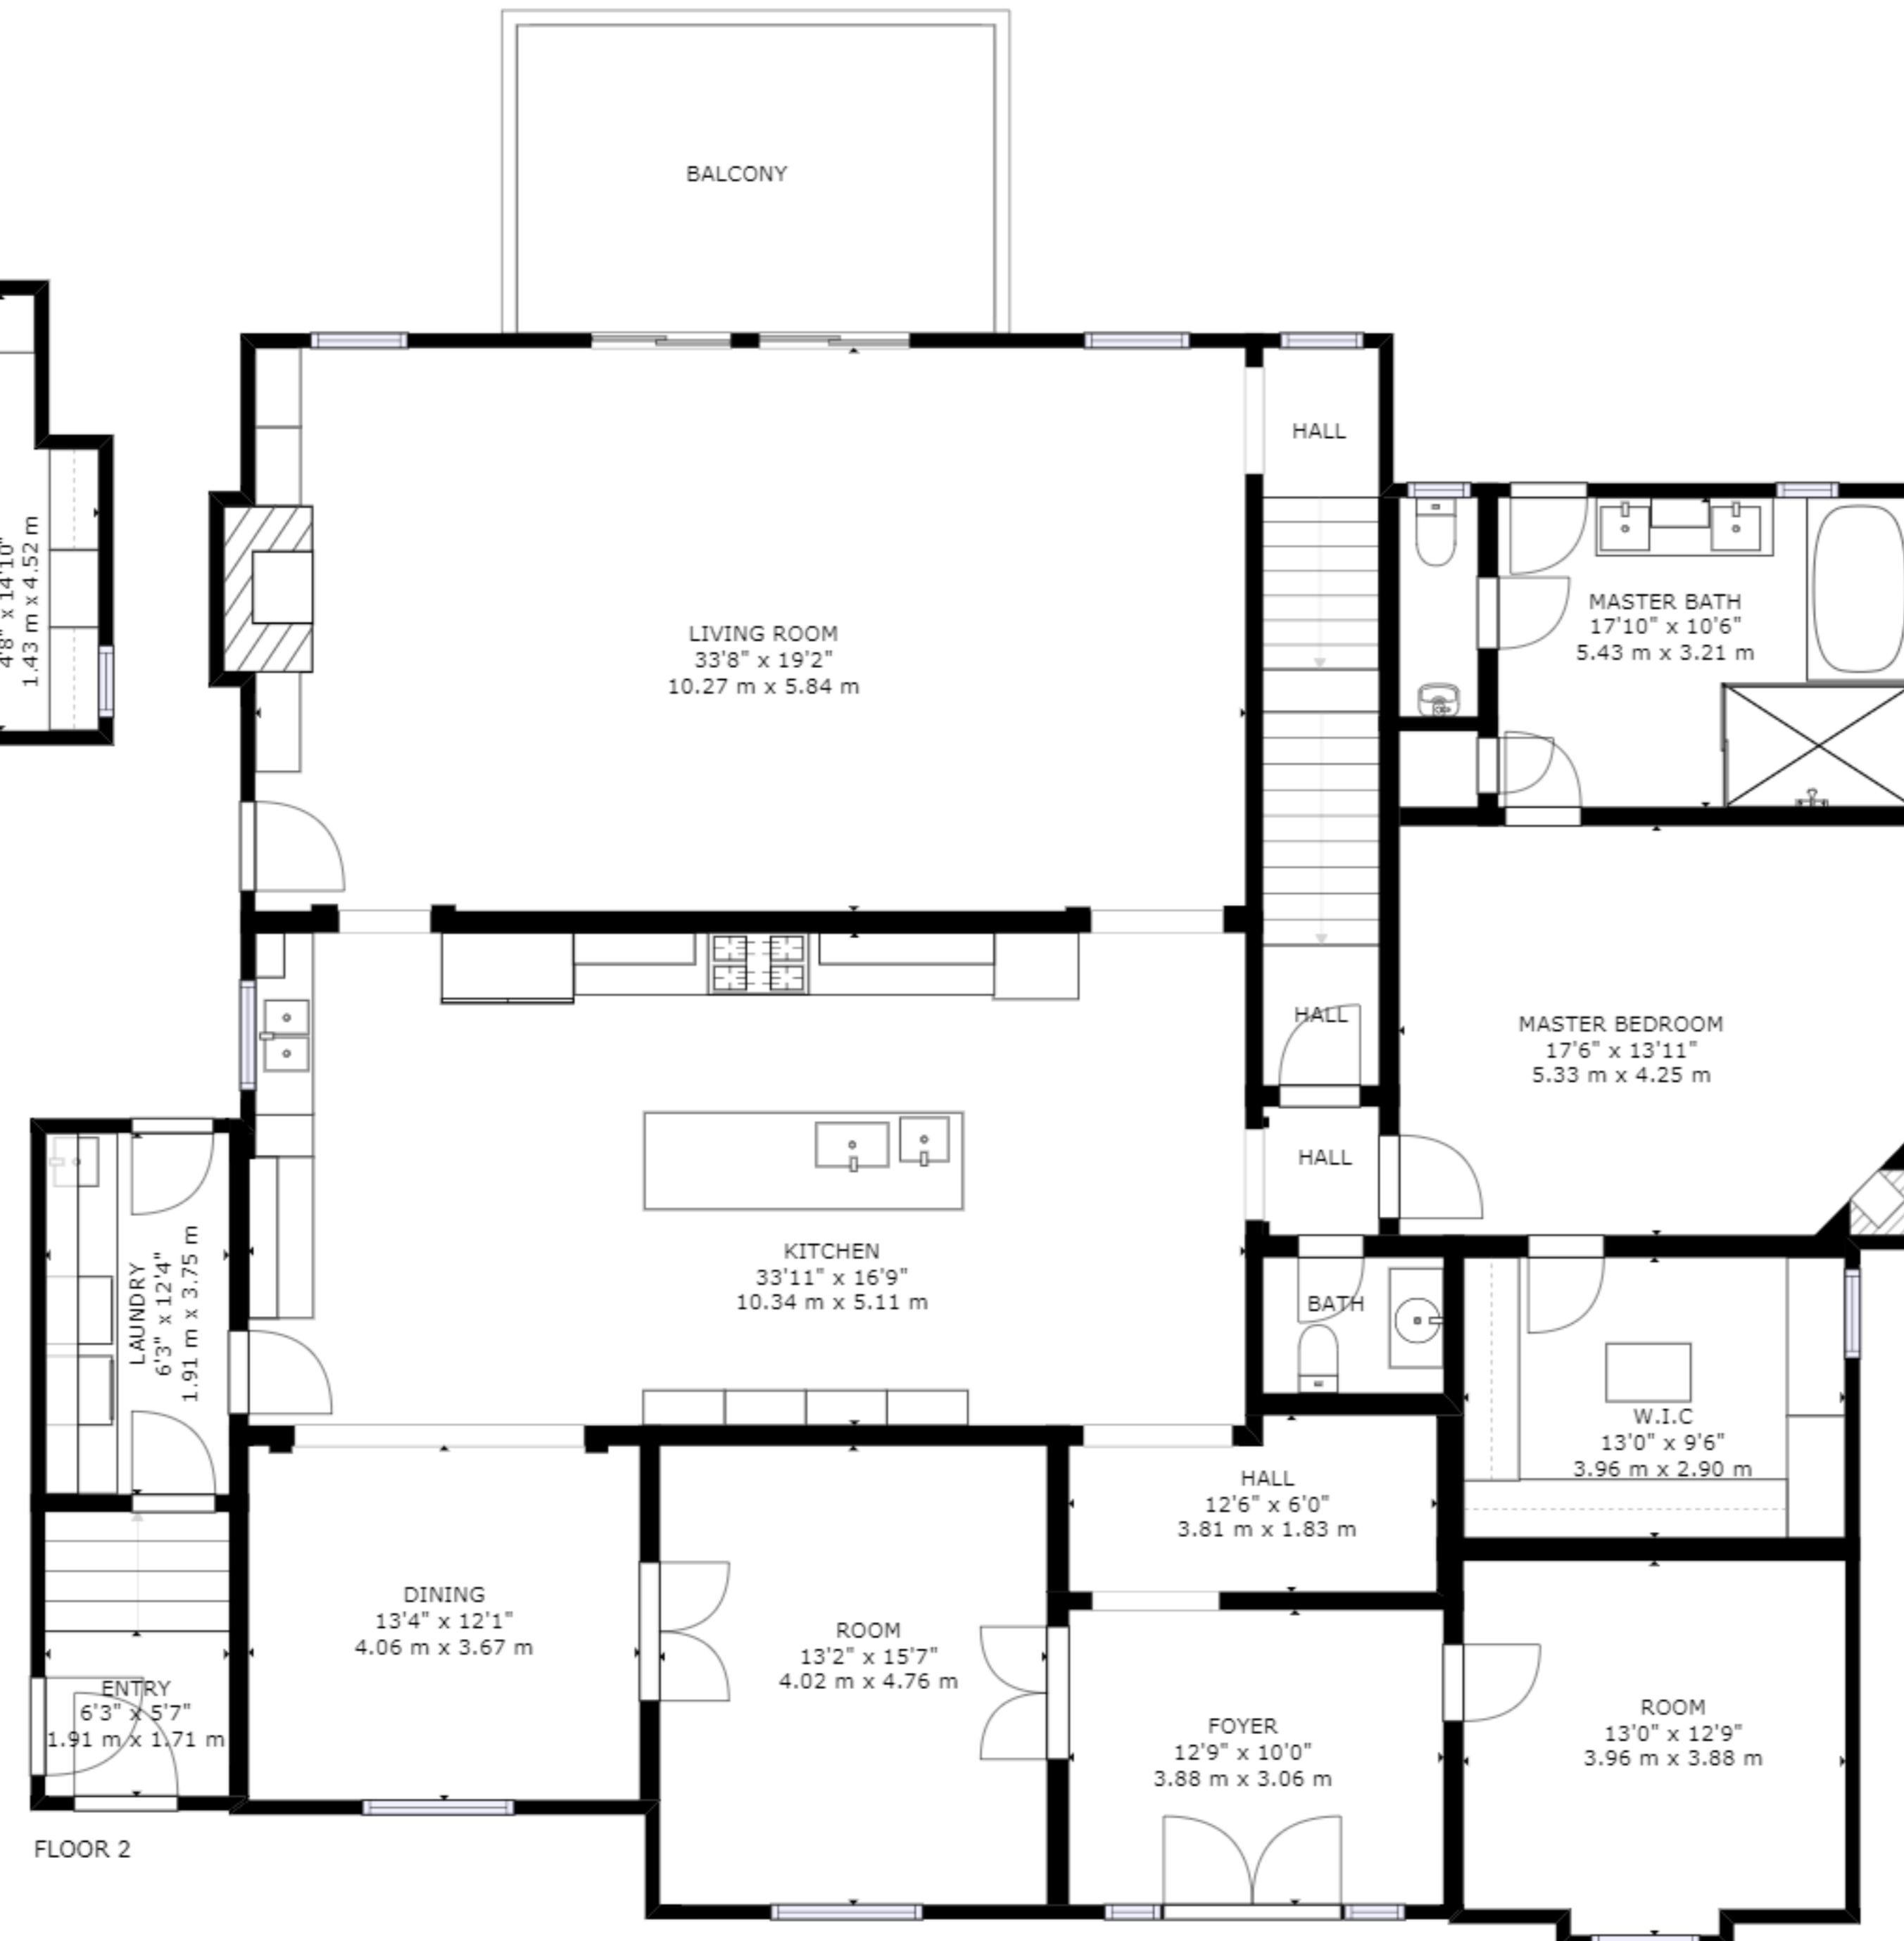 BALCONY
HALL
4'8" x 14'10"
1.43 m x 4.52 m
LIVING ROOM
33'8" x 19'2"
10.27 m x 5.84 m
MASTER BATH
17'10" x 10'6"
5.43 m x 3.21 m
HALL
MASTER BEDROOM
17'6" x 13'11"
5.33 m x 4.25 m
HALL
LAUNDRY
6'3" x 12'4"
1.91 m x 3.75 m
KITCHEN
33'11" x 16'9"
10.34 m x 5.11 m
BATH
W.I.C
13'0" x 9'6"
3.96 m x 2.90 m
HALL
12'6" x 6'0"
3.81 m x 1.83 m
DINING
13'4" x 12'1"
4.06 m x 3.67 m
ROOM
13'2" x 15'7"
4.02 m x 4.76 m
ENTRY
6'3" x 5'7"
1.91 m x 1.71 m
FOYER
12'9" x 10'0"
3.88 m x 3.06 m
ROOM
13'0" x 12'9"
3.96 m x 3.88 m
FLOOR 2